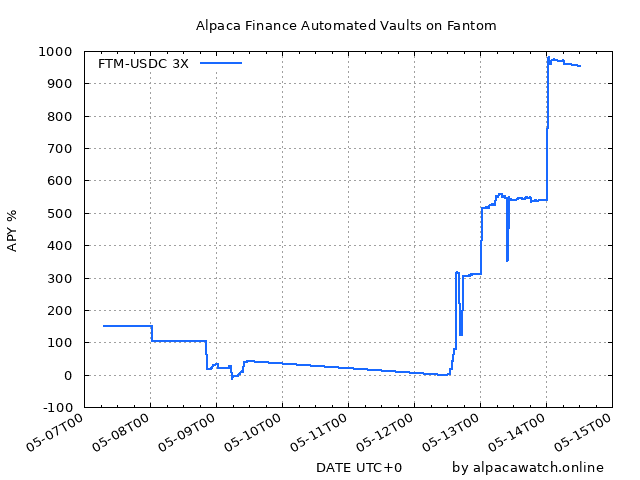 Alpaca Finance Automated Vaults on Fantom
FTM-USDC 3X
APY %
1000
900
800
700
600
500
400
300
200
100
0
-100
05-07T00
05-08T00
05-09T00
05-10T00
05-11T00
05-12T00
05-13T00
05-14T00
05-15T00
DATE UTC+0
by alpacawatch.online